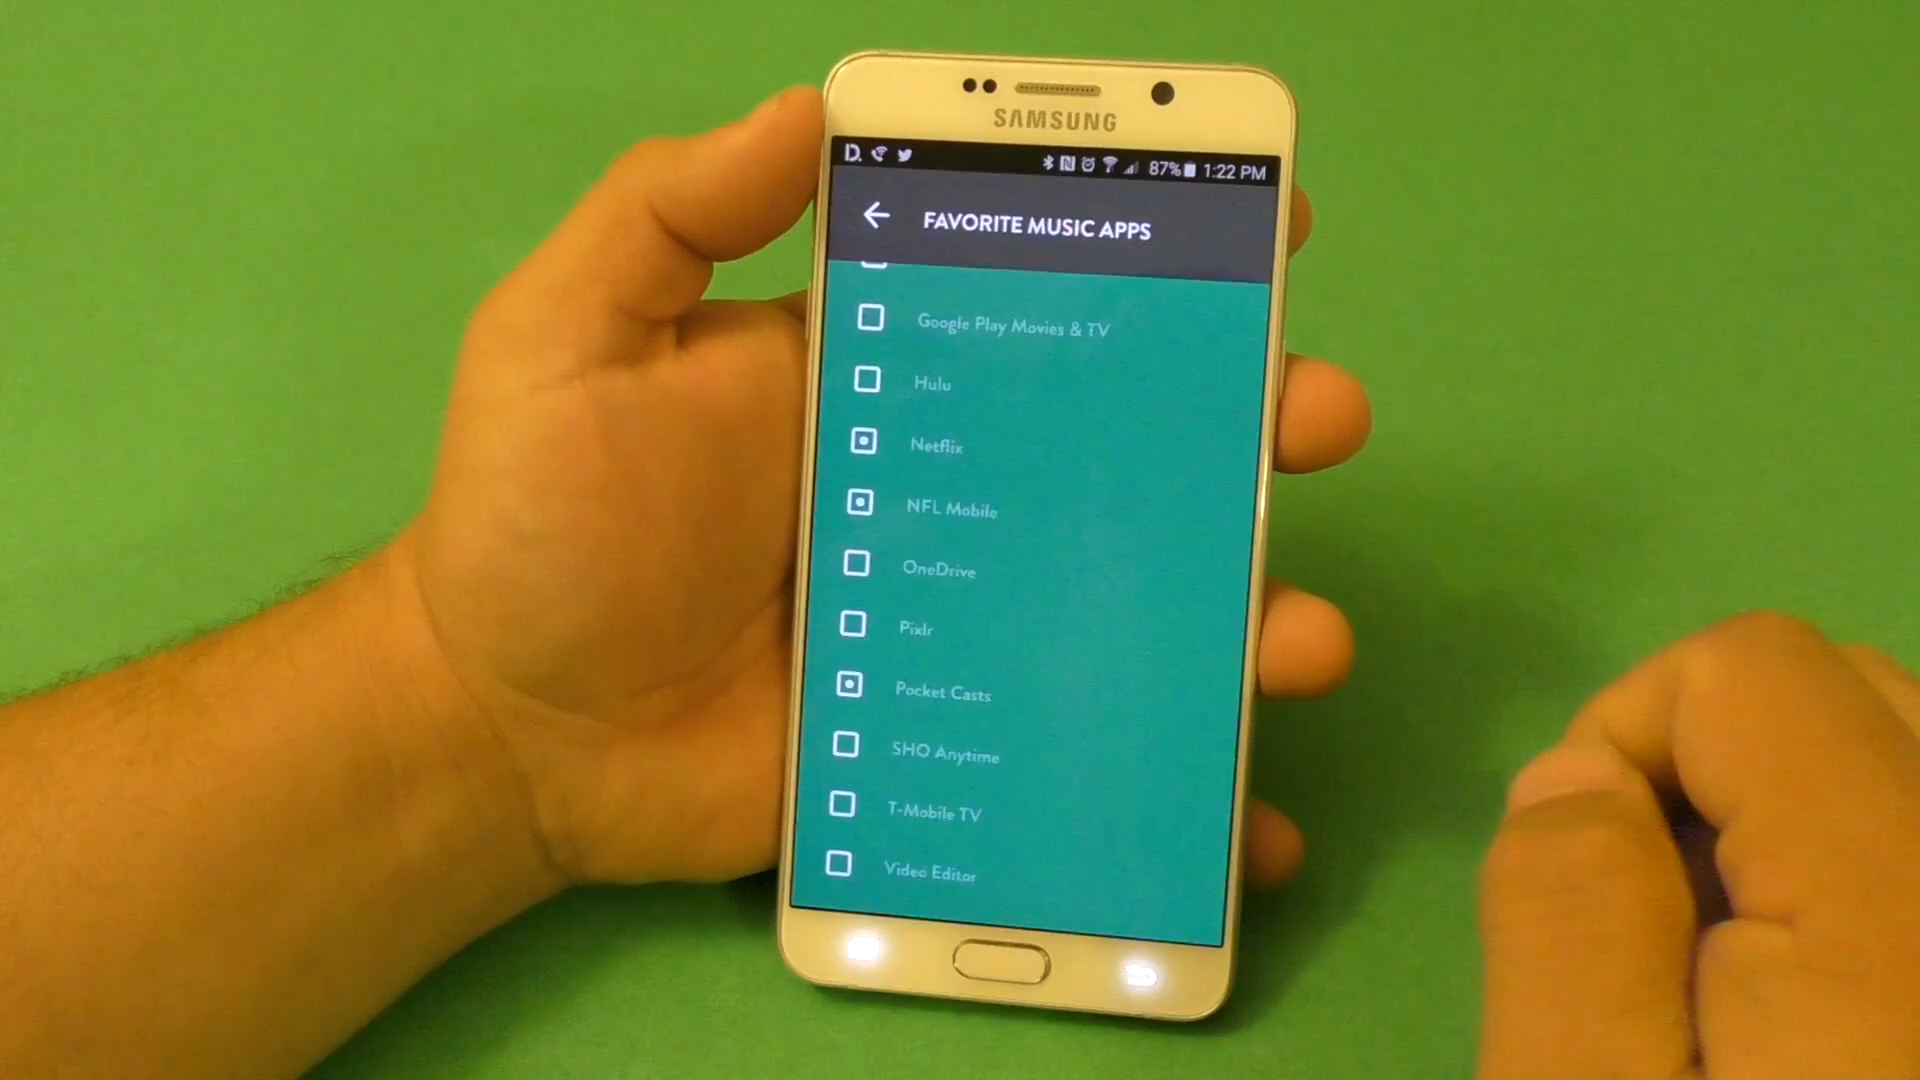 SAMSUNG
D. 87% 1:22 PM
FAVORITE MUSIC APPS
Google Play Movies & TV
Hulu
Netflix
NFL Mobile
OneDrive
Pixlr
Pocket Casts
SHO Anytime
T-Mobile TV
Video Editor